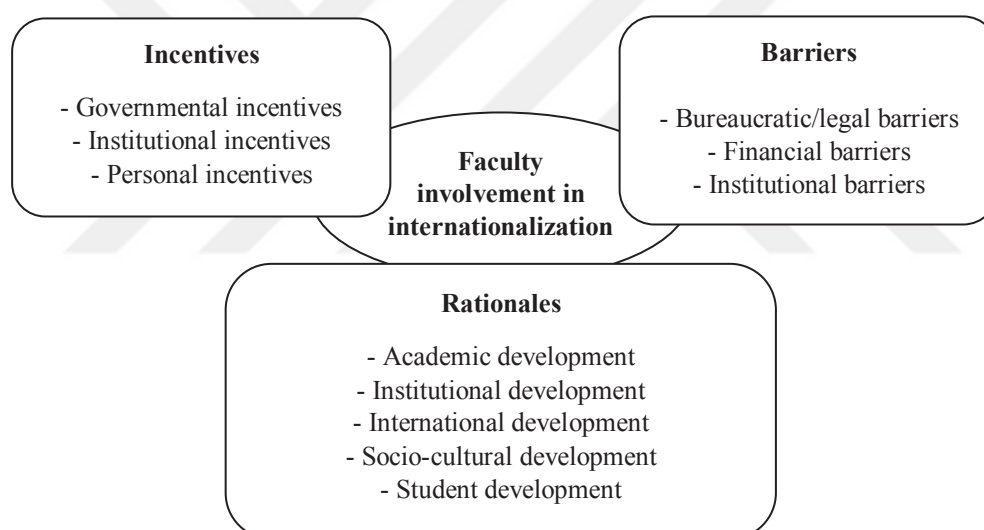 Incentives
- Governmental incentives
- Institutional incentives
- Personal incentives
Barriers
- Bureaucratic/legal barriers
- Financial barriers
- Institutional barriers
Faculty
involvement in
internationalization
Rationales
- Academic development
- Institutional development
- International development
- Socio-cultural development
- Student development